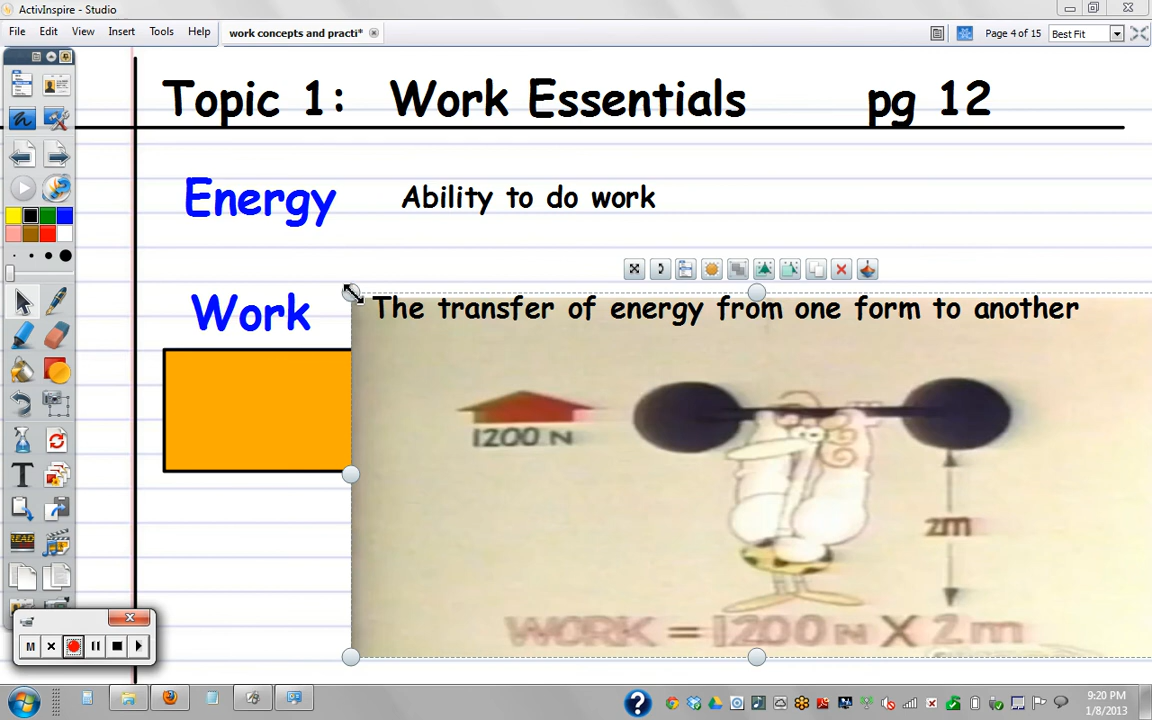 ActivInspire - Studio
File Edit View Insert Tools Help
work concepts and practi*
Page 4 of 15
Best Fit
Topic 1: Work Essentials pg 12
Energy Ability to do work
Work The transfer of energy from one form to another
1200 N
2m
WORK = 1200 N X 2m
T
READ
M
?
9:20 PM
1/8/2013